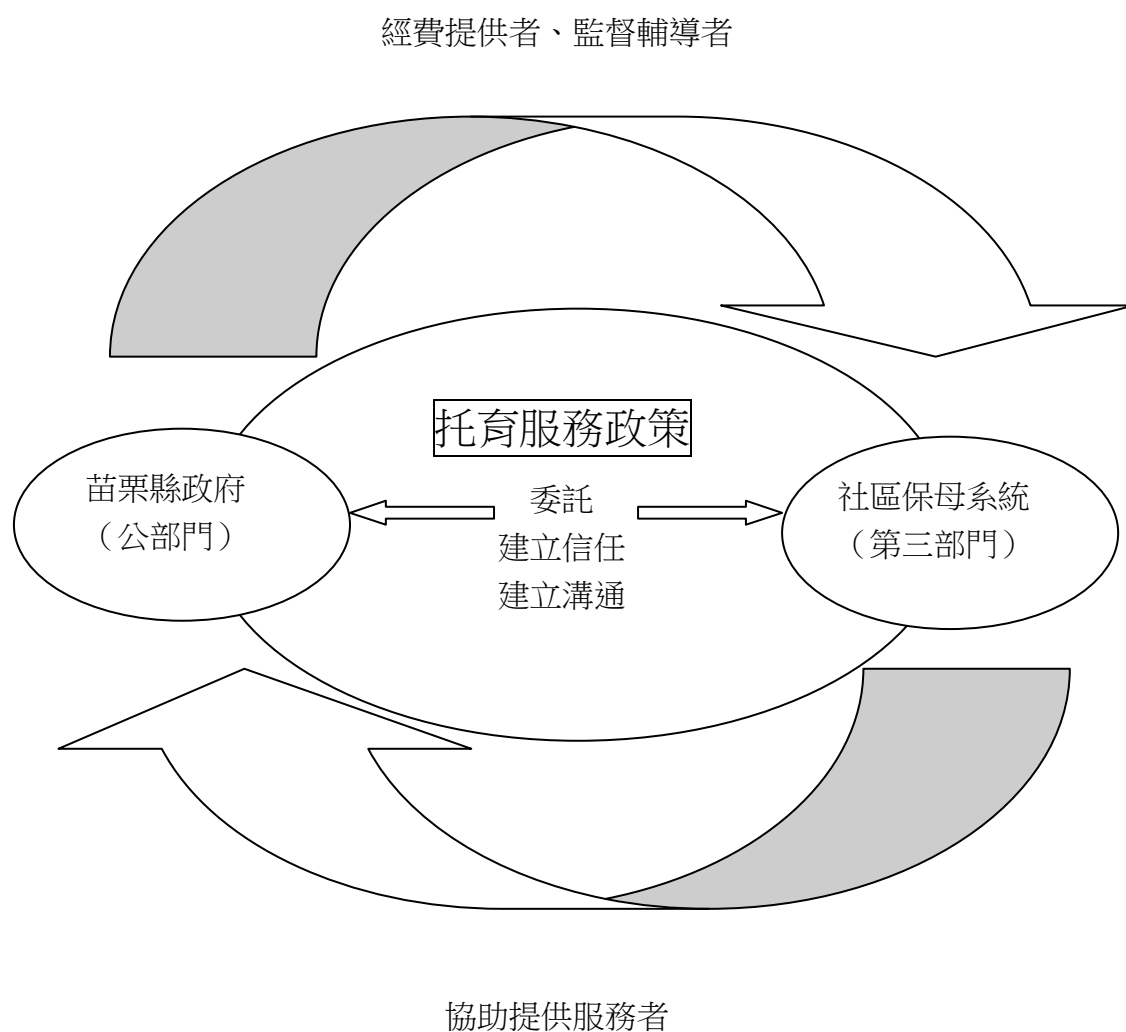 經費提供者、監督輔導者
托育服務政策
苗栗縣政府
（公部門）
委託
建立信任
建立溝通
社區保母系統
（第三部門）
協助提供服務者